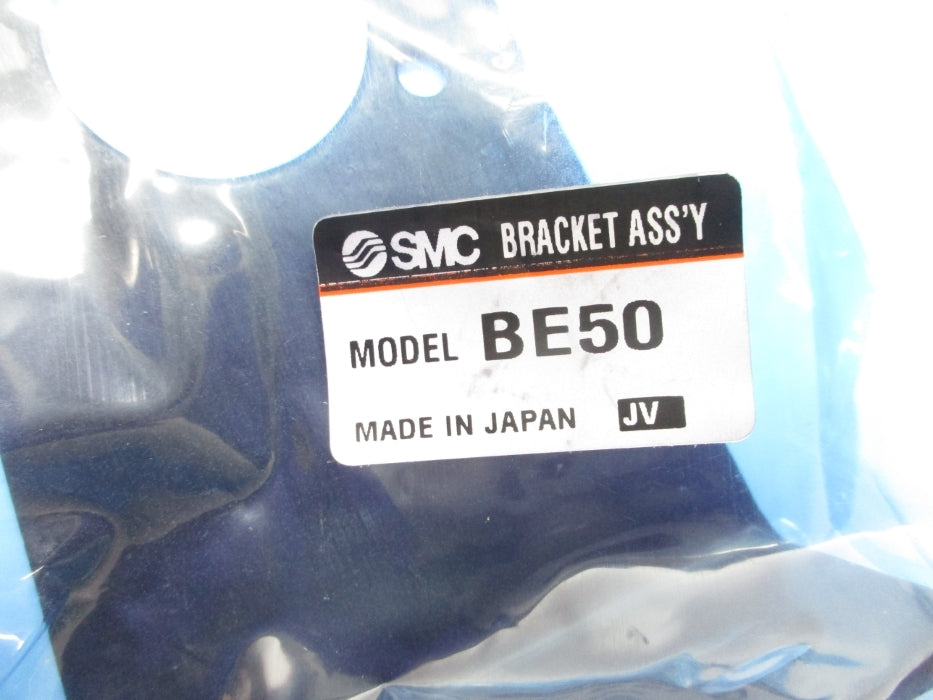 SMC BRACKET ASS'Y
MODEL BE50
MADE IN JAPAN JV